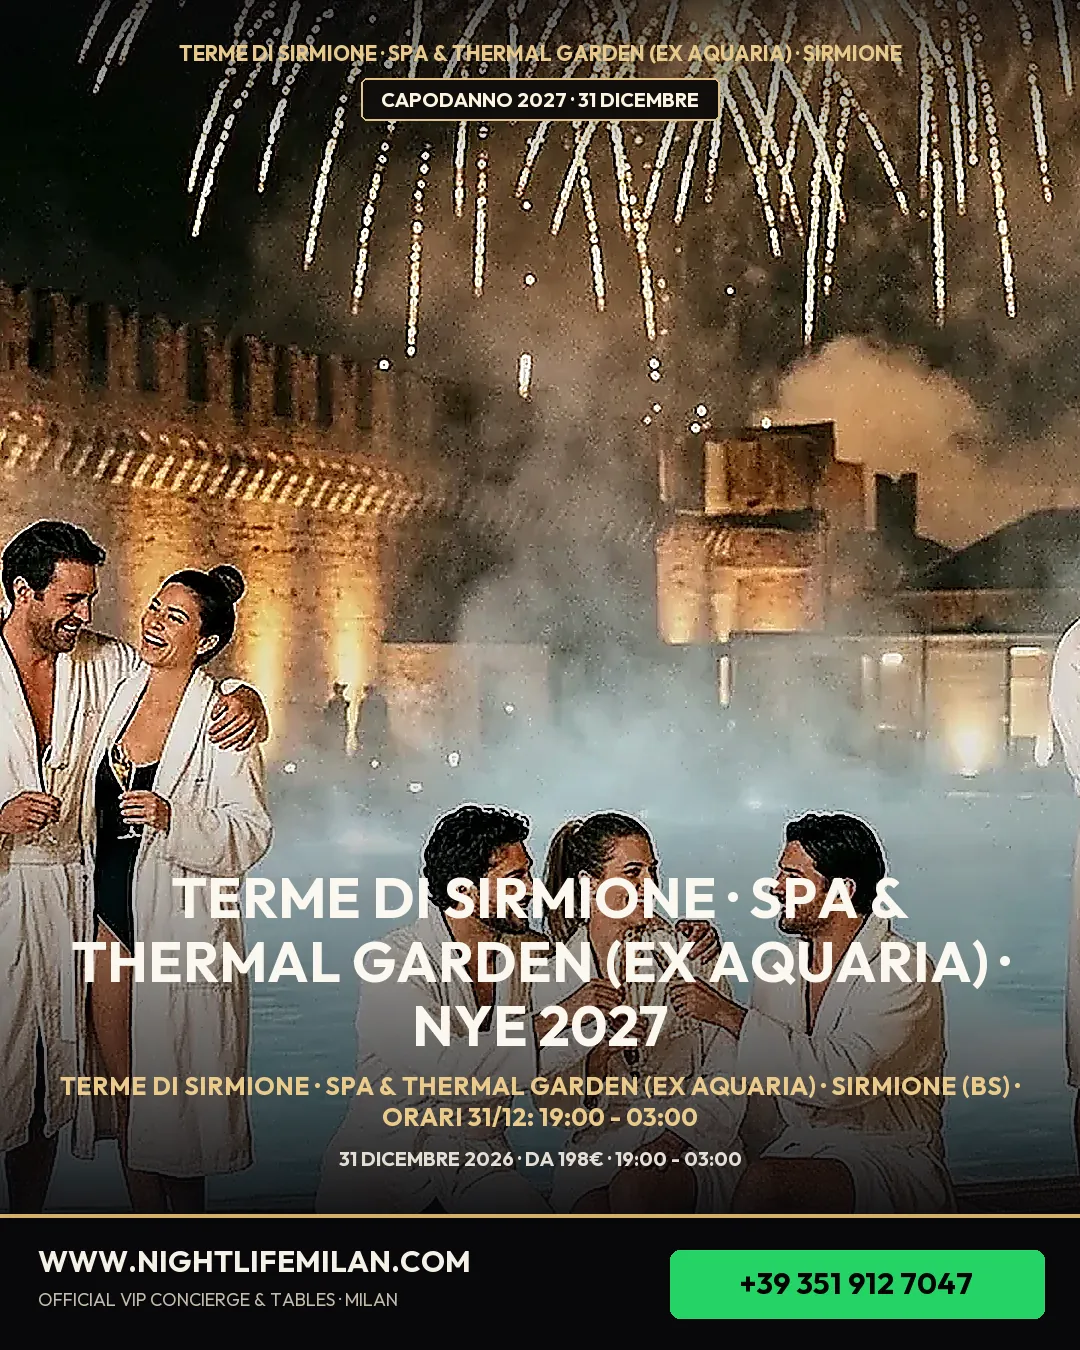 TERME DI SIRMIONE · SPA & THERMAL GARDEN (EX AQUARIA) · SIRMIONE
CAPODANNO 2027 · 31 DICEMBRE
TERME DI SIRMIONE · SPA &
THERMAL GARDEN (EX AQUARIA) ·
NYE 2027
TERME DI SIRMIONE · SPA & THERMAL GARDEN (EX AQUARIA) · SIRMIONE (BS) ·
ORARI 31/12: 19:00 - 03:00
31 DICEMBRE 2026 · DA 198€ · 19:00 - 03:00
WWW.NIGHTLIFEMILAN.COM
OFFICIAL VIP CONCIERGE & TABLES · MILAN
+39 351 912 7047